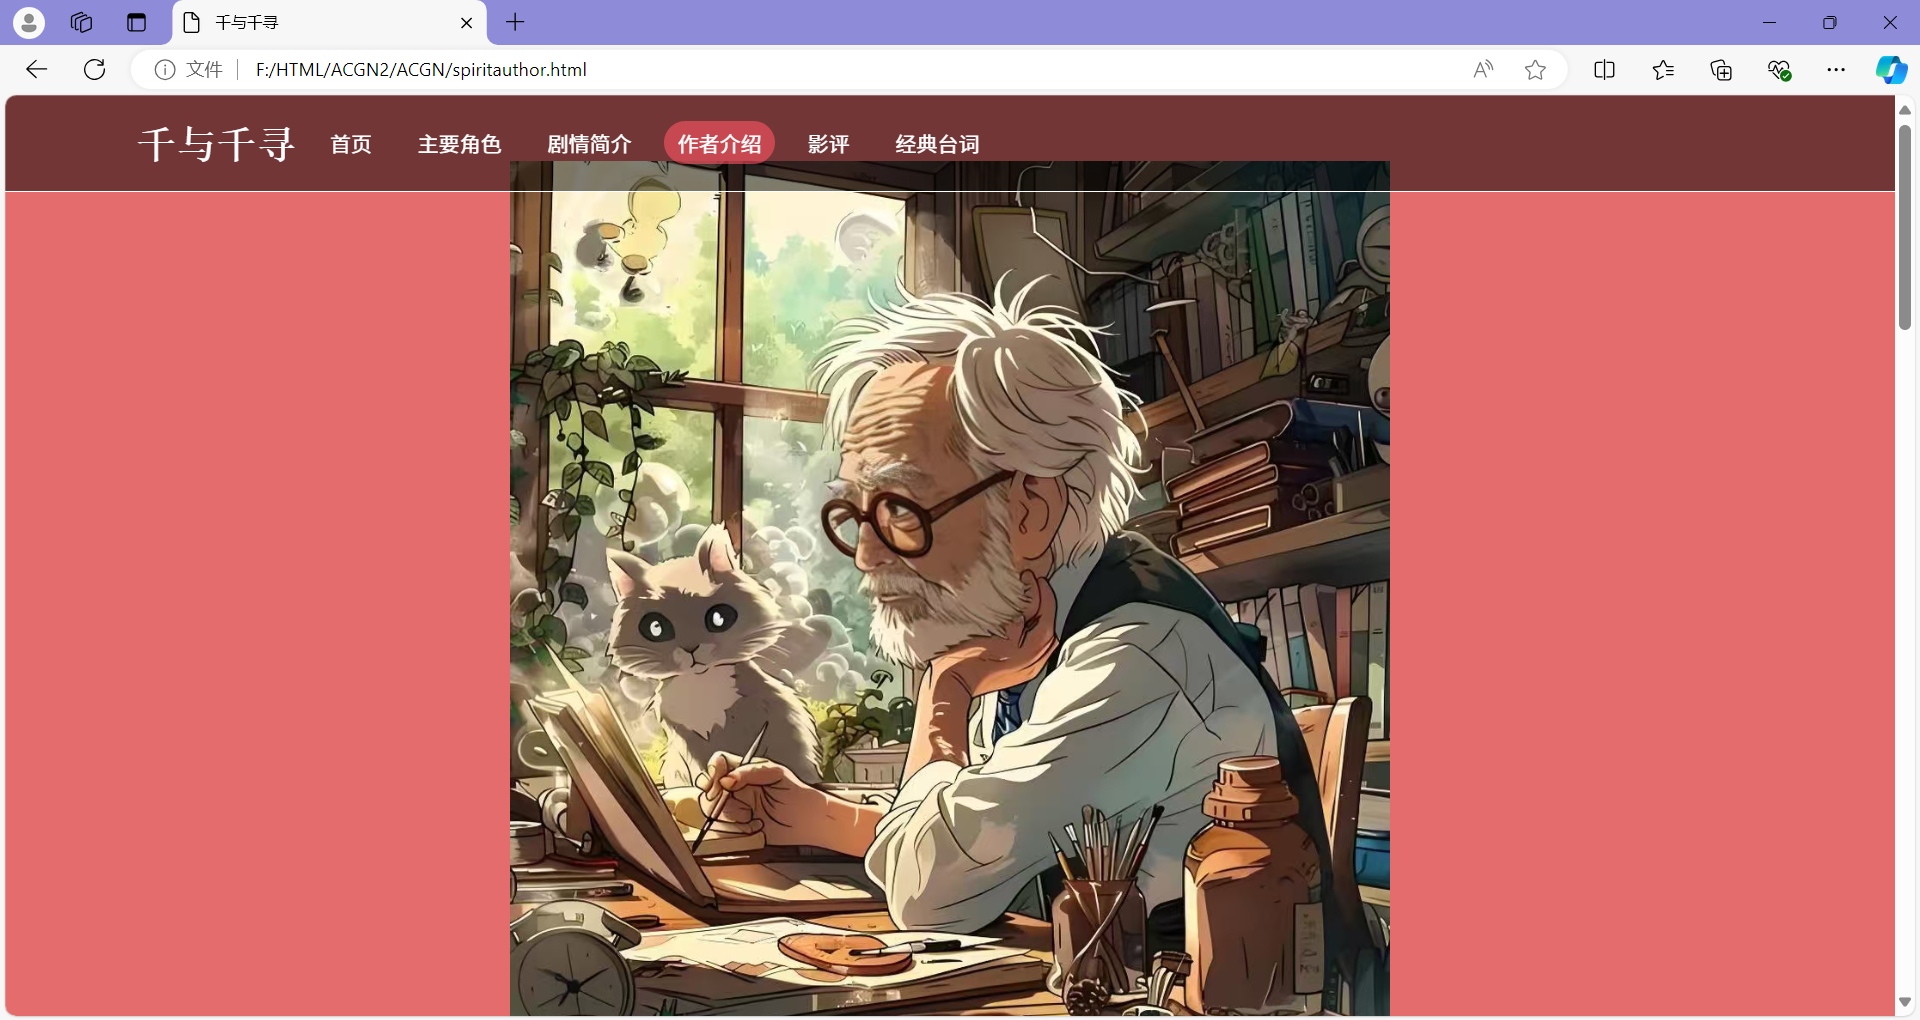 千与千寻
文件
F:/HTML/ACGN2/ACGN/spiritauthor.html
千与千寻 首页 主要角色 剧情简介 作者介绍 影评 经典台词